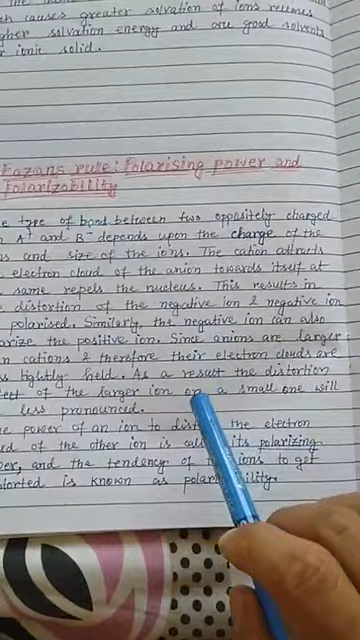 ch causes greater solvation of ions releases
gher solvation energy and are good solvents
r ionic solid.
Fazans rule: Polarising power and
Polarizability
e type of bond between two oppositely charged
n A⁺ and B⁻ depends upon the charge of the
s and size of the ions. The cation attracts
electron cloud of the anion towards itself at
same repels the nucleus. This results in
distortion of the negative ion & negative ion
polarised. Similarly, the negative ion can also
arize the positive ion. Since anions are larger
n cations & therefore their electron clouds are
ss tightly held. As a result the distortion
fect of the larger ion on a small one will
less pronounced.
e power of an ion to the electron
ud of the other ion is its polarizing
er, and the tendency of ions to get
storted is known as